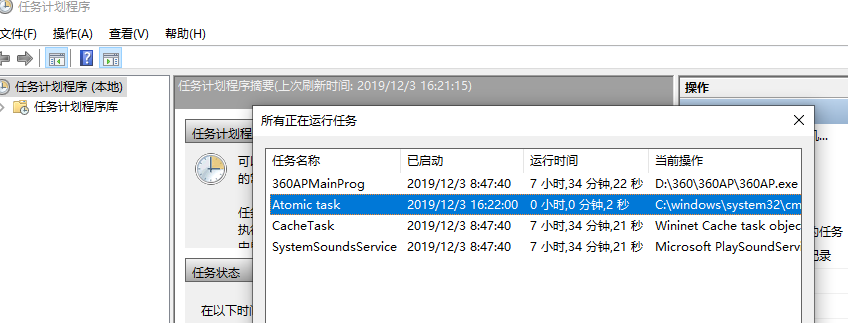 任务计划程序
文件(F) 操作(A) 查看(V) 帮助(H)
任务计划程序 (本地)
任务计划程序库
任务计划程序摘要(上次刷新时间: 2019/12/3 16:21:15)
操作
任务计划程
所有正在运行任务
任务名称 已启动 运行时间 当前操作
360APMainProg 2019/12/3 8:47:40 7 小时,34 分钟,22 秒 D:\360\360AP\360AP.exe
Atomic task 2019/12/3 16:22:00 0 小时,0 分钟,2 秒 C:\windows\system32\cm
CacheTask 2019/12/3 8:47:40 7 小时,34 分钟,21 秒 Wininet Cache task objec
SystemSoundsService 2019/12/3 8:47:40 7 小时,34 分钟,21 秒 Microsoft PlaySoundServ
可
的
任
执
机...
的任务
记录
任务状态
在以下时